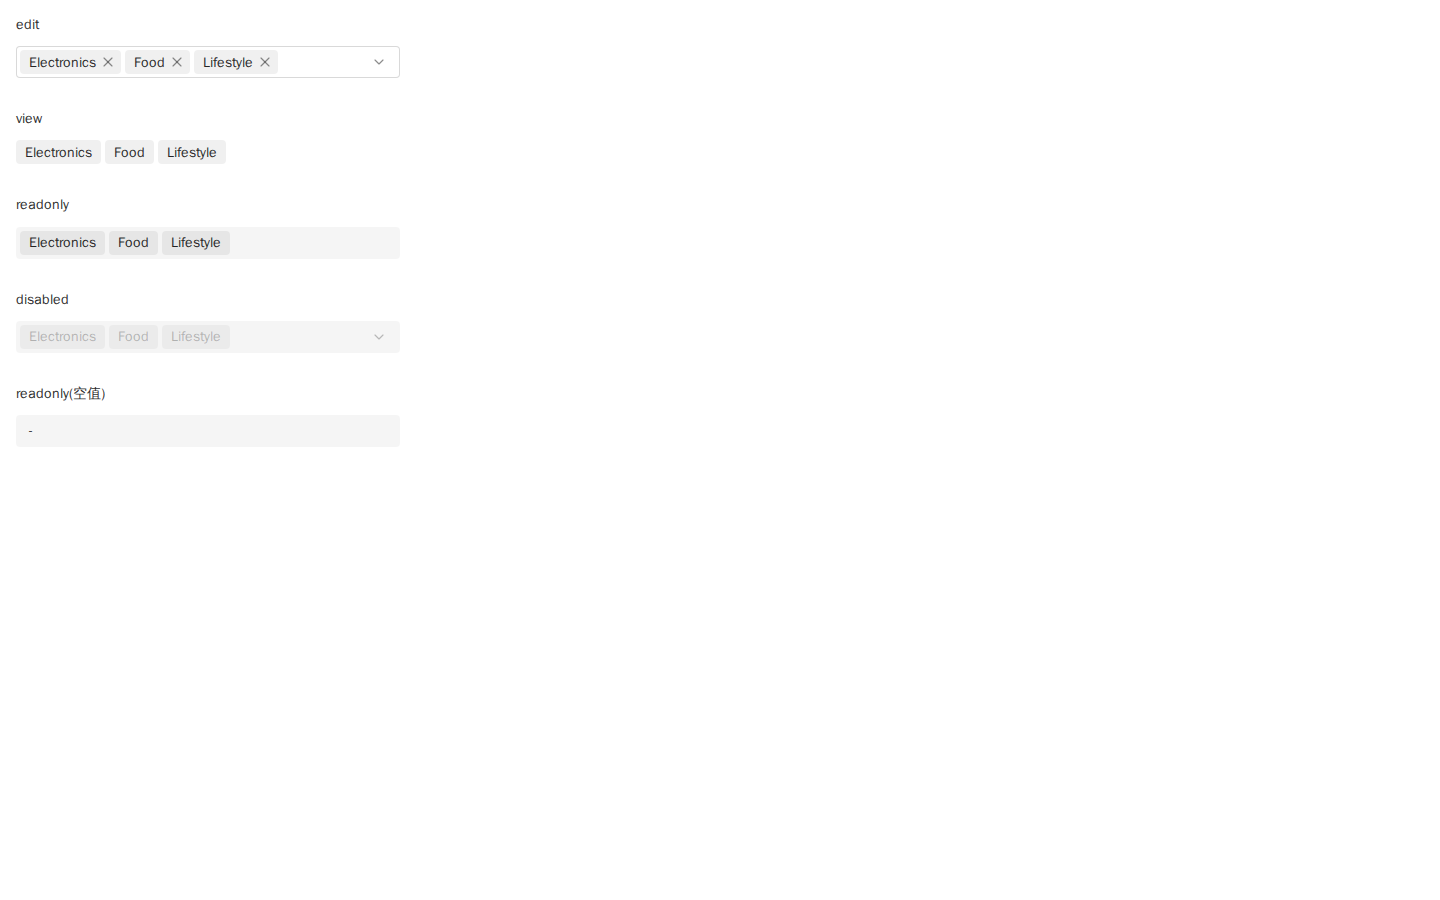 edit
Electronics Food Lifestyle
view
Electronics Food Lifestyle
readonly
Electronics Food Lifestyle
disabled
Electronics Food Lifestyle
readonly(空值)
-